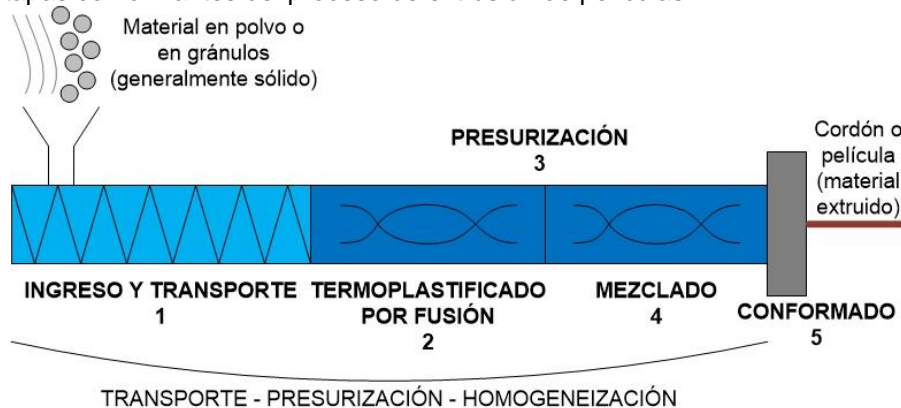 Material en polvo o
en gránulos
(generalmente sólido)
PRESURIZACIÓN
3
Cordón o
película
(material
extruido)
INGRESO Y TRANSPORTE
1
TERMOPLASTIFICADO
POR FUSIÓN
2
MEZCLADO
4
CONFORMADO
5
TRANSPORTE - PRESURIZACIÓN - HOMOGENEIZACIÓN